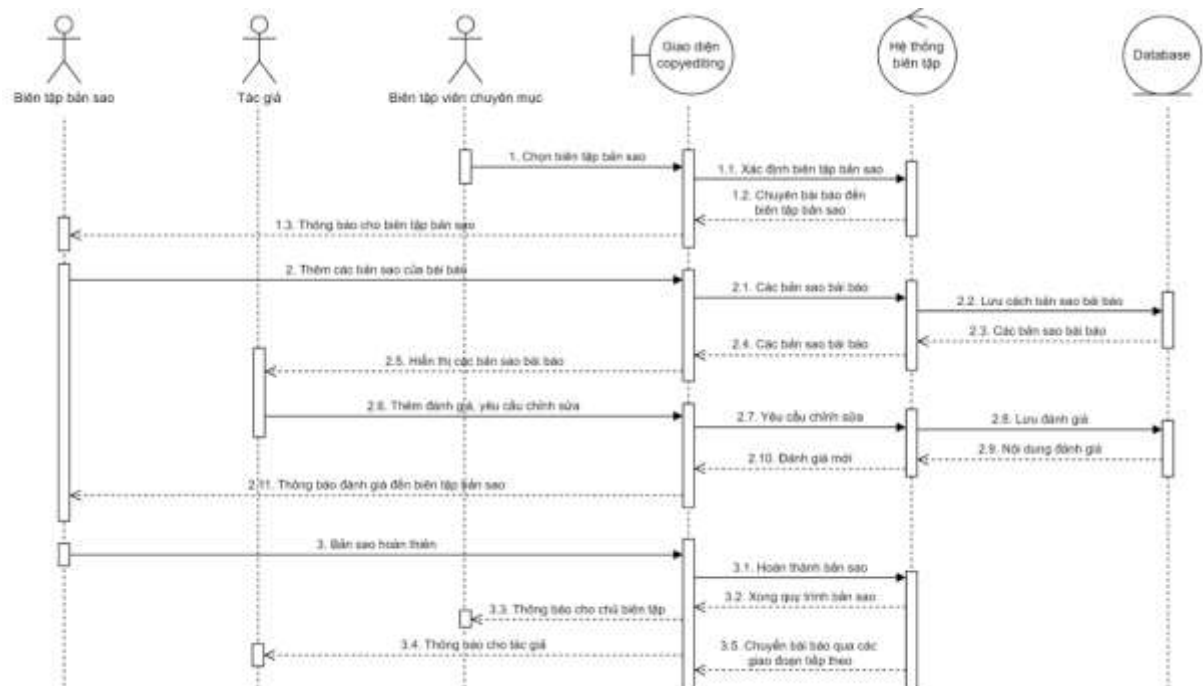 Giao diện
copyediting
Hệ thống
biên tập
Database
Biên tập bản sao
Tác giả
Biên tập viên chuyên mục
1. Chọn biên tập bản sao
1.1. Xác định biên tập bản sao
1.2. Chuyển bài báo đến
biên tập bản sao
1.3. Thông báo cho biên tập bản sao
2. Thêm các bản sao của bài báo
2.1. Các bản sao bài báo
2.2. Lưu cách bản sao bài báo
2.3. Các bản sao bài báo
2.4. Các bản sao bài báo
2.5. Hiển thị các bản sao bài báo
2.6. Thêm đánh giá, yêu cầu chỉnh sửa
2.7. Yêu cầu chỉnh sửa
2.8. Lưu đánh giá
2.9. Nội dung đánh giá
2.10. Đánh giá mới
2.11. Thông báo đánh giá đến biên tập bản sao
3. Bản sao hoàn thiện
3.1. Hoàn thành bản sao
3.2. Xong quy trình bản sao
3.3. Thông báo cho chủ biên tập
3.4. Thông báo cho tác giả
3.5. Chuyển bài báo qua các
giao đoạn tiếp theo